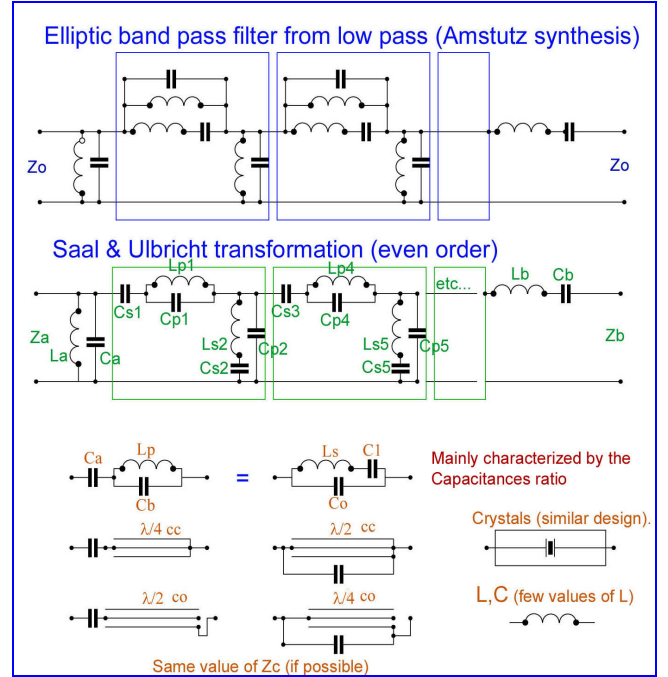 Elliptic band pass filter from low pass (Amstutz synthesis)
Zo
Zo
Saal & Ulbricht transformation (even order)
Lp1
Lp4
Lb
Cb
etc...
Cs1
Cs3
Za
Cp1
Ls2
Cp4
Ls5
Zb
La
Ca
Cp2
Cp5
Cs2
Cs5
Ca
Lp
Ls
C1
=
Mainly characterized by the
Capacitances ratio
Cb
Co
λ/4 cc
λ/2 cc
Crystals (similar design).
λ/2 co
λ/4 co
L,C (few values of L)
Same value of Zc (if possible)